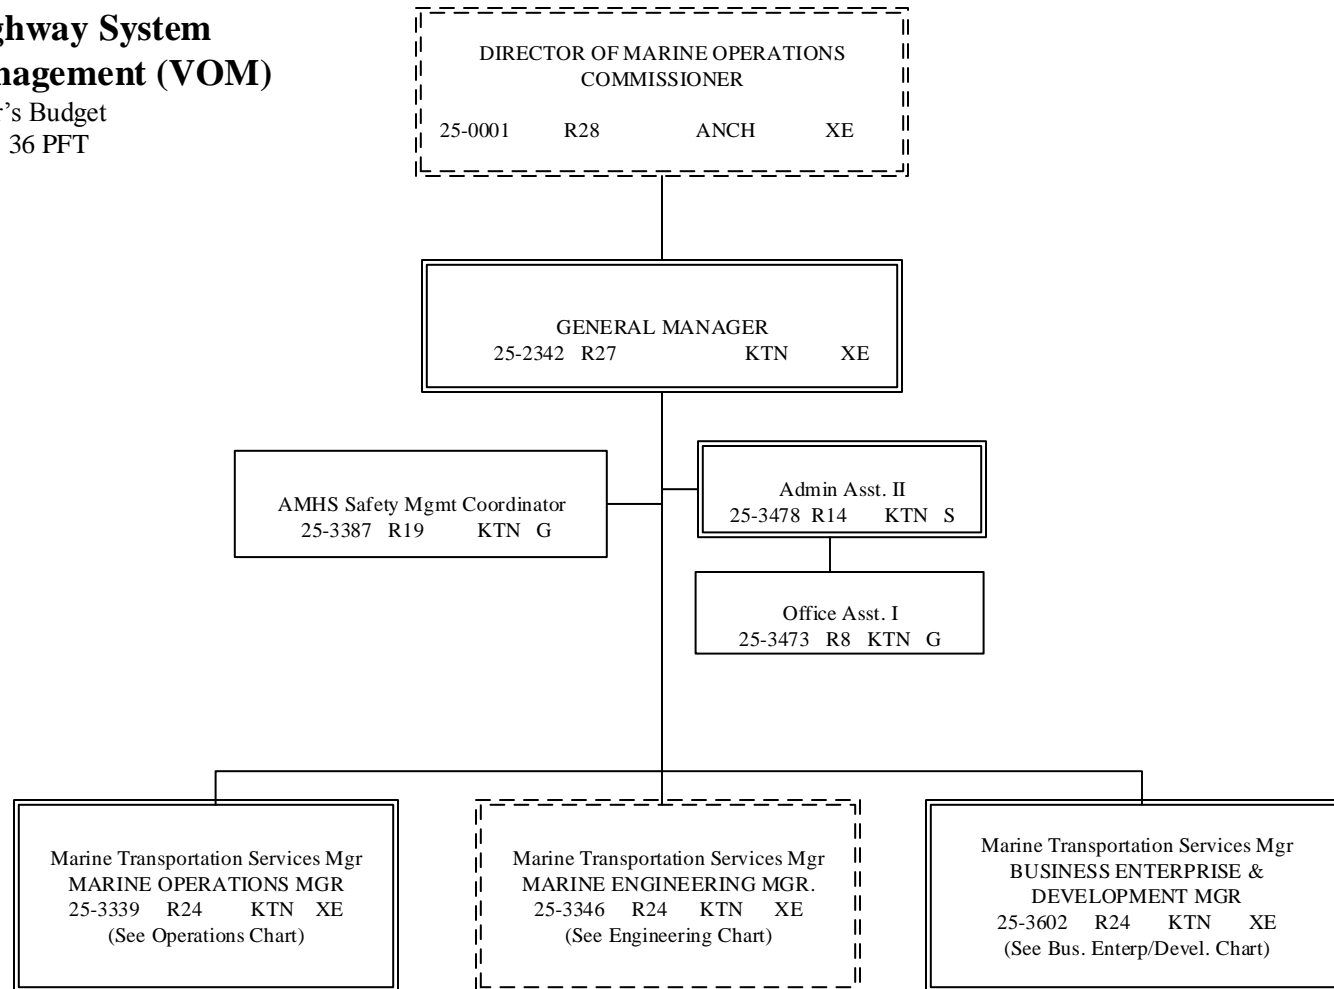 System
(VOM)
Budget
36 PFT
DIRECTOR OF MARINE OPERATIONS
COMMISSIONER
25-0001 R28 ANCH XE
GENERAL MANAGER
25-2342 R27 KTN XE
AMHS Safety Mgmt Coordinator
25-3387 R19 KTN G
Admin Asst. II
25-3478 R14 KTN S
Office Asst. I
25-3473 R8 KTN G
Marine Transportation Services Mgr
MARINE OPERATIONS MGR
25-3339 R24 KTN XE
(See Operations Chart)
Marine Transportation Services Mgr
MARINE ENGINEERING MGR.
25-3346 R24 KTN XE
(See Engineering Chart)
Marine Transportation Services Mgr
BUSINESS ENTERPRISE &
DEVELOPMENT MGR
25-3602 R24 KTN XE
(See Bus. Enterp/Devel. Chart)